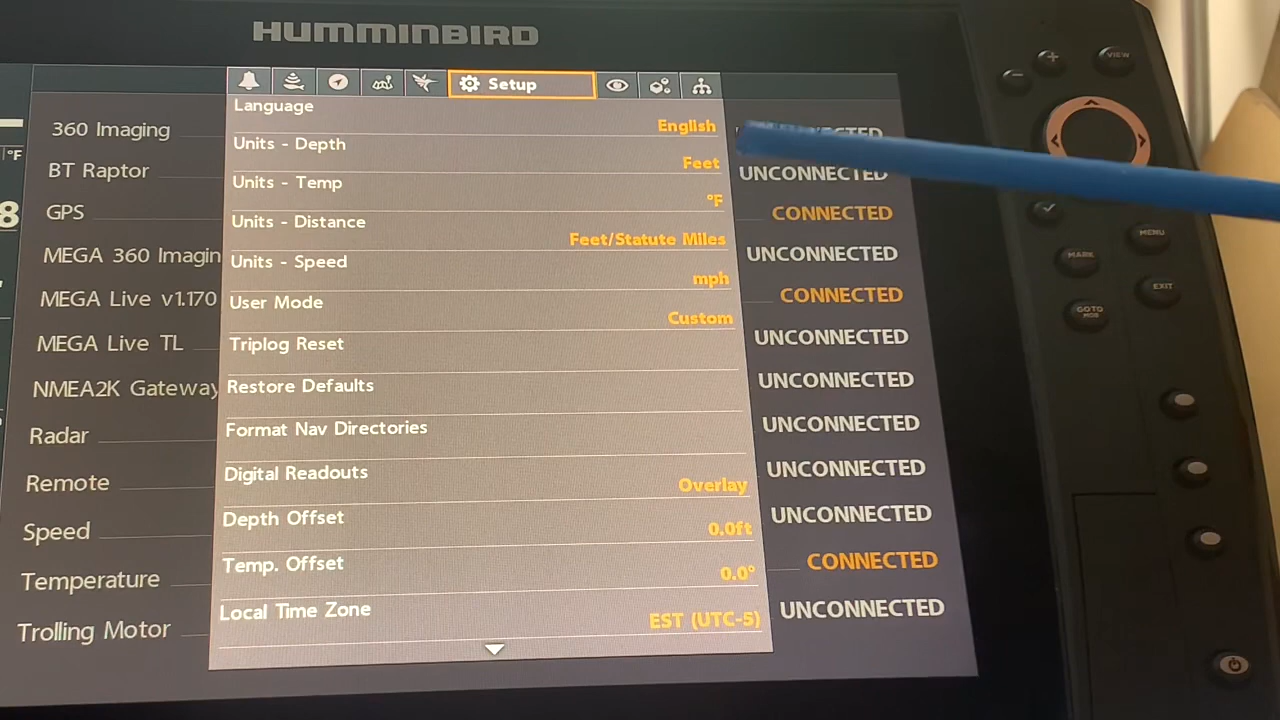 HUMMINBIRD
Setup
°F
8
360 Imaging
BT Raptor
GPS
MEGA 360 Imagin
MEGA Live v1.170
MEGA Live TL
NMEA2K Gateway
Radar
Remote
Speed
Temperature
Trolling Motor
Language
English
Units - Depth
Feet
Units - Temp
°F
Units - Distance
Feet/Statute Miles
Units - Speed
mph
User Mode
Custom
Triplog Reset
Restore Defaults
Format Nav Directories
Digital Readouts
Overlay
Depth Offset
0.0ft
Temp. Offset
0.0°
Local Time Zone
EST (UTC-5)
UNCONNECTED
CONNECTED
UNCONNECTED
CONNECTED
UNCONNECTED
UNCONNECTED
UNCONNECTED
UNCONNECTED
UNCONNECTED
CONNECTED
UNCONNECTED
VIEW
MENU
MARK
EXIT
GOTO
MOB